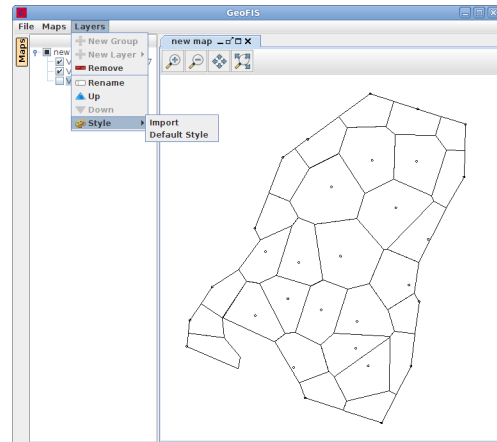 GeoFIS
File Maps Layers
Maps
new
New Group
New Layer
7
Remove
Rename
Up
Down
Style
Import
Default Style
new map